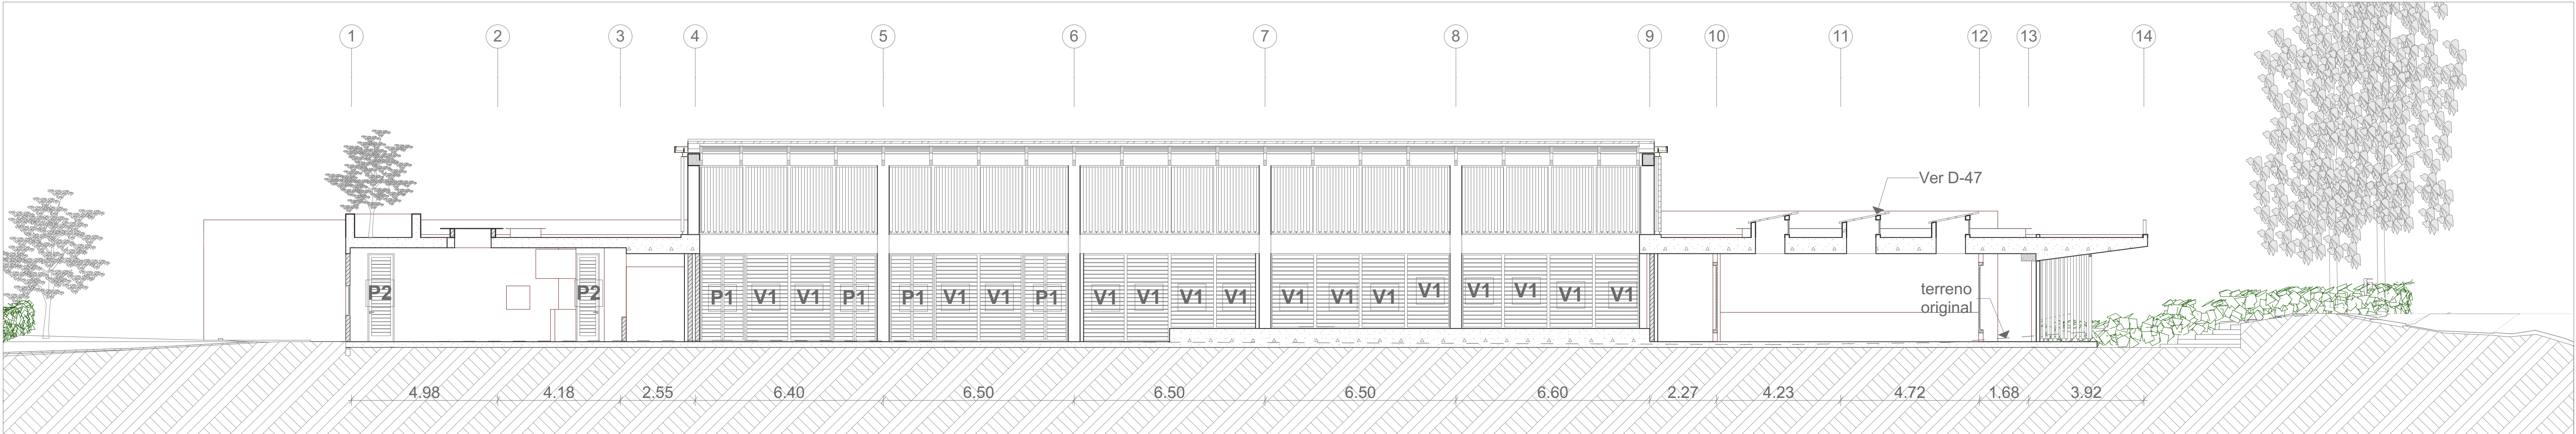 1 2 3 4 5 6 7 8 9 10 11 12 13 14
Ver D-47
P2 P2 P1 V1 V1 P1 P1 V1 V1 P1 V1 V1 V1 V1 V1 V1 V1 V1 V1 V1 V1 V1
terreno
original
4.98 4.18 2.55 6.40 6.50 6.50 6.50 6.60 2.27 4.23 4.72 1.68 3.92